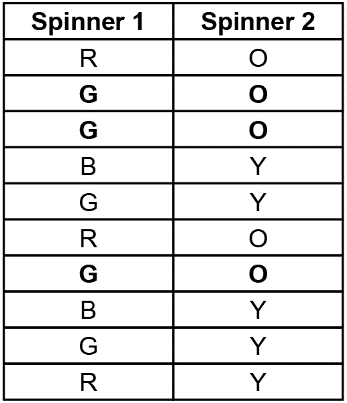 Spinner 1 Spinner 2
R O
G O
G O
B Y
G Y
R O
G O
B Y
G Y
R Y